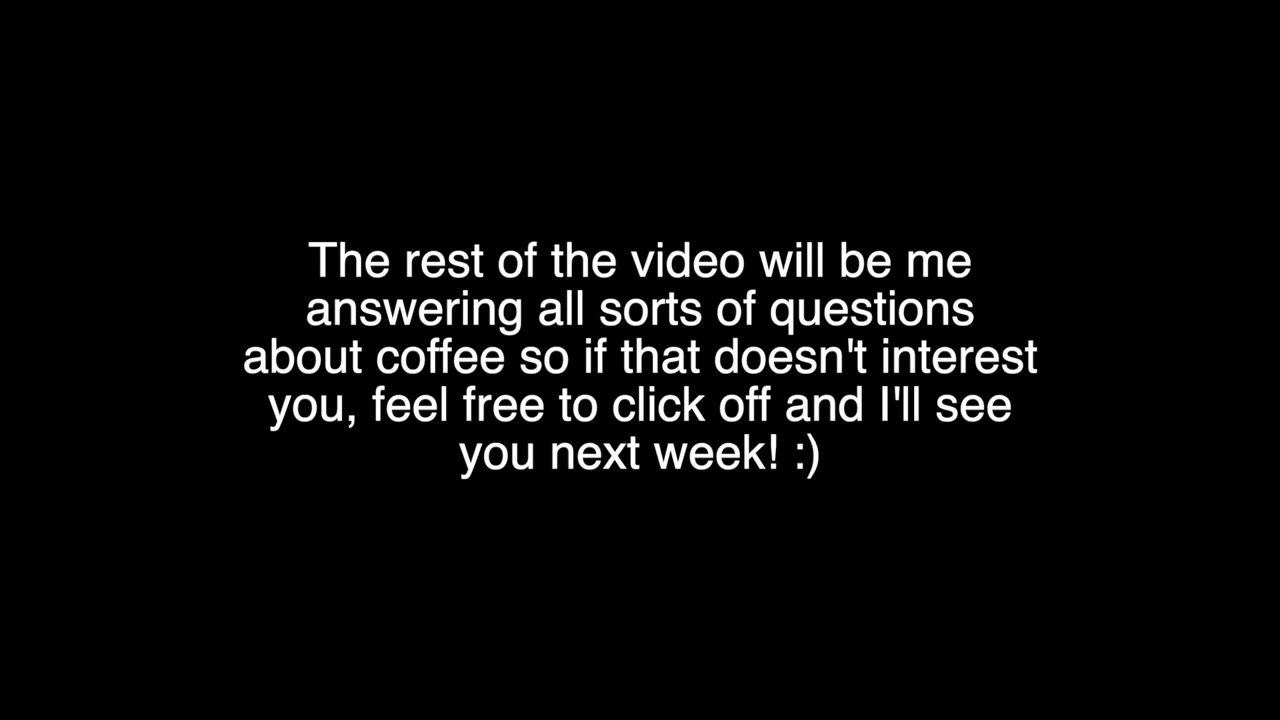 The rest of the video will be me
answering all sorts of questions
about coffee so if that doesn't interest
you, feel free to click off and I'll see
you next week! :)